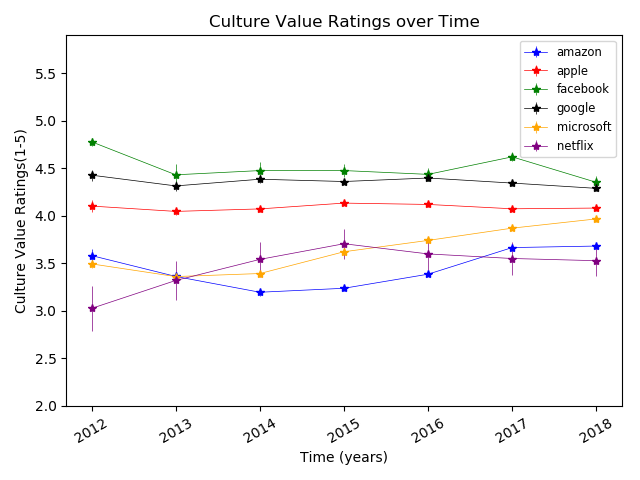 Culture Value Ratings over Time
Culture Value Ratings(1-5)
5.5
5.0
4.5
4.0
3.5
3.0
2.5
2.0
amazon
apple
facebook
google
microsoft
netflix
2012
2013
2014
2015
2016
2017
2018
Time (years)